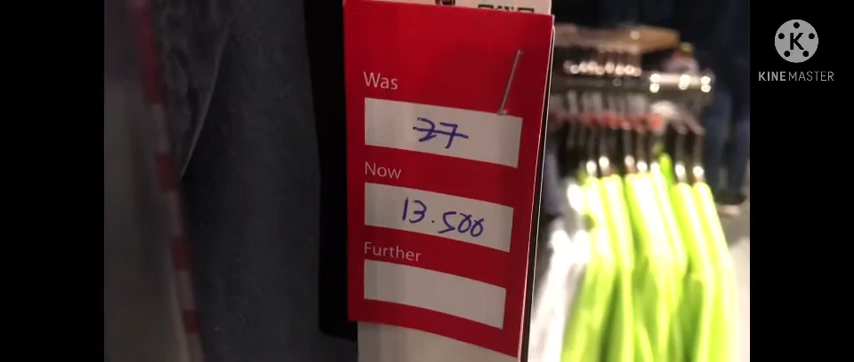 Was
27
Now
13.500
Further
K
KINEMASTER